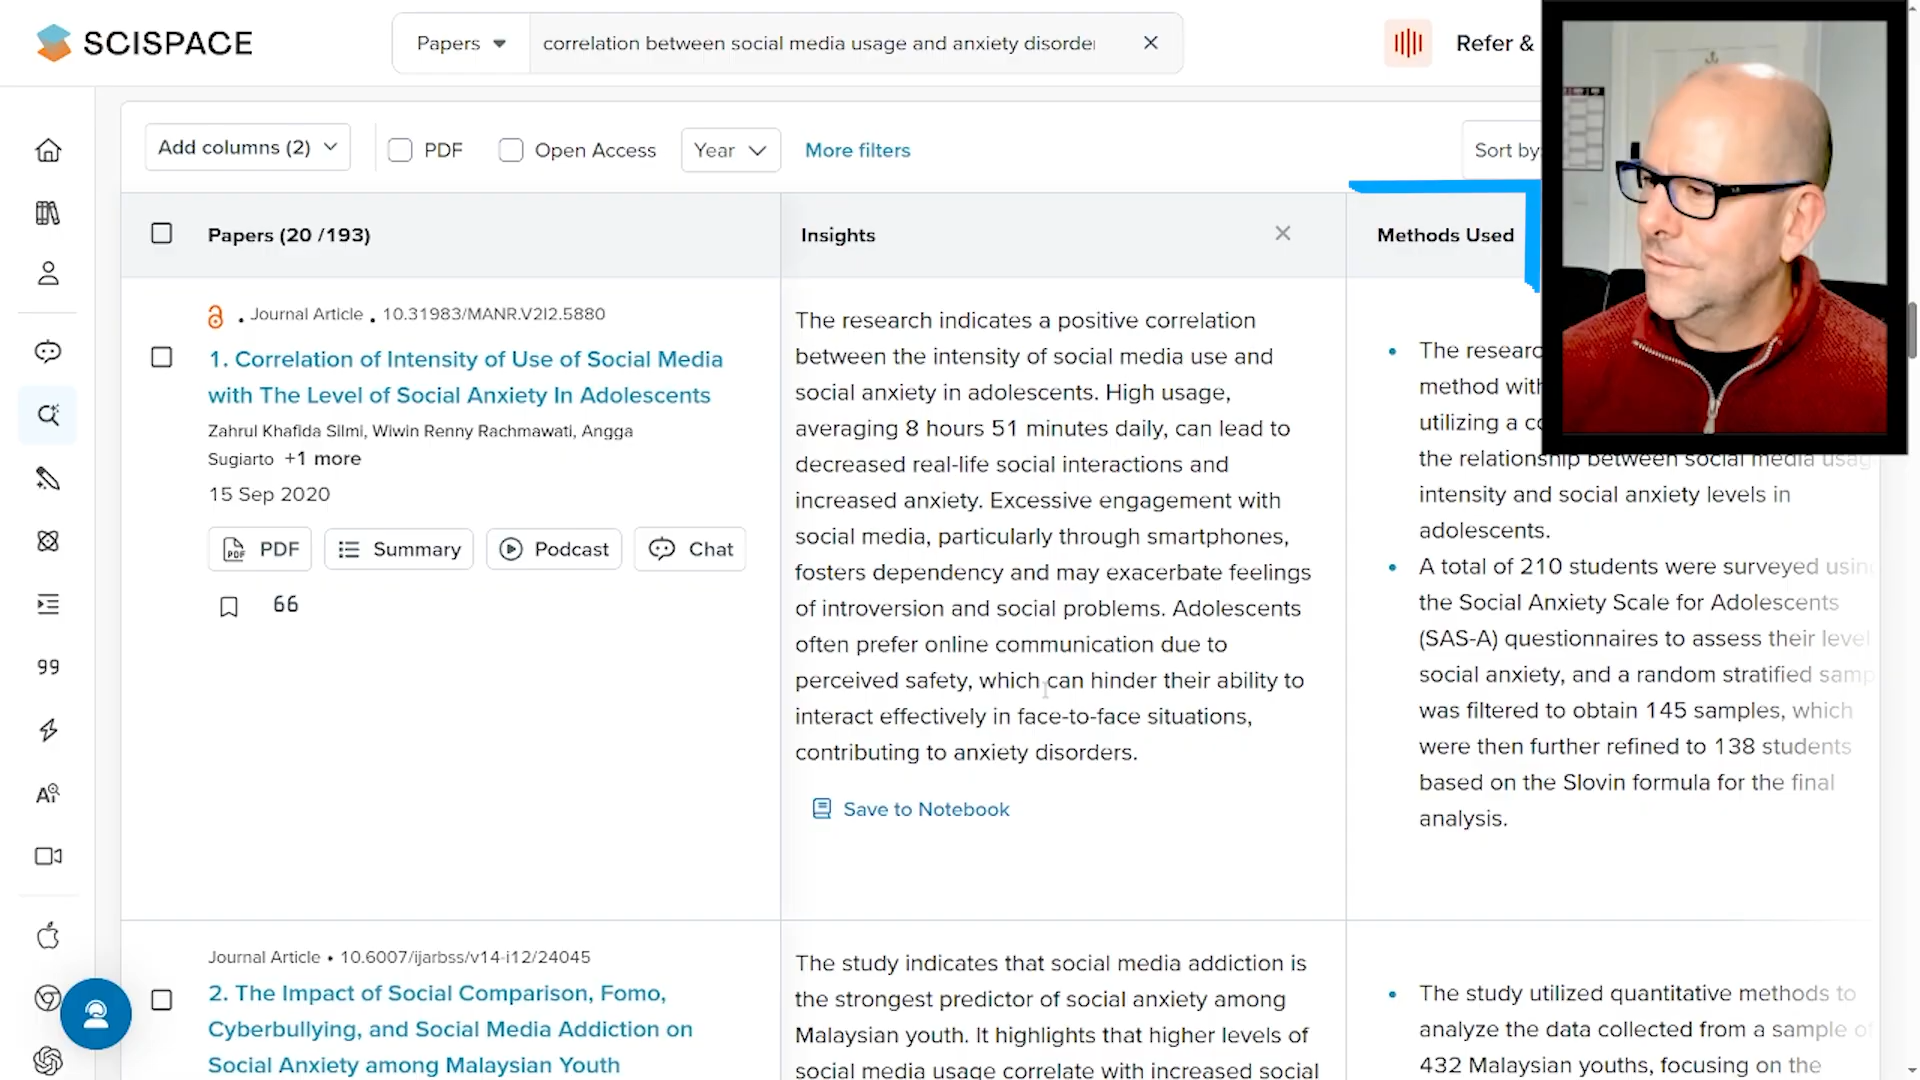 SCISPACE
Papers
correlation between social media usage and anxiety disorder
Refer &
Add columns (2)
PDF
Open Access
Year
More filters
Sort by:
Papers (20 /193)
Insights
Methods Used
Journal Article • 10.31983/MANR.V2I2.5880
1. Correlation of Intensity of Use of Social Media
with The Level of Social Anxiety In Adolescents
Zahrul Khafida Silmi, Wiwin Renny Rachmawati, Angga
Sugiarto +1 more
15 Sep 2020
PDF
Summary
Podcast
Chat
The research indicates a positive correlation
between the intensity of social media use and
social anxiety in adolescents. High usage,
averaging 8 hours 51 minutes daily, can lead to
decreased real-life social interactions and
increased anxiety. Excessive engagement with
social media, particularly through smartphones,
fosters dependency and may exacerbate feelings
of introversion and social problems. Adolescents
often prefer online communication due to
perceived safety, which can hinder their ability to
interact effectively in face-to-face situations,
contributing to anxiety disorders.
Save to Notebook
The researc
method with
utilizing a co
the relationship between social media usag
intensity and social anxiety levels in
adolescents.
A total of 210 students were surveyed usin
the Social Anxiety Scale for Adolescents
(SAS-A) questionnaires to assess their level
social anxiety, and a random stratified samp
was filtered to obtain 145 samples, which
were then further refined to 138 students
based on the Slovin formula for the final
analysis.
Journal Article • 10.6007/ijarbss/v14-i12/24045
2. The Impact of Social Comparison, Fomo,
Cyberbullying, and Social Media Addiction on
Social Anxiety among Malaysian Youth
The study indicates that social media addiction is
the strongest predictor of social anxiety among
Malaysian youth. It highlights that higher levels of
social media usage correlate with increased social
The study utilized quantitative methods to
analyze the data collected from a sample of
432 Malaysian youths, focusing on the